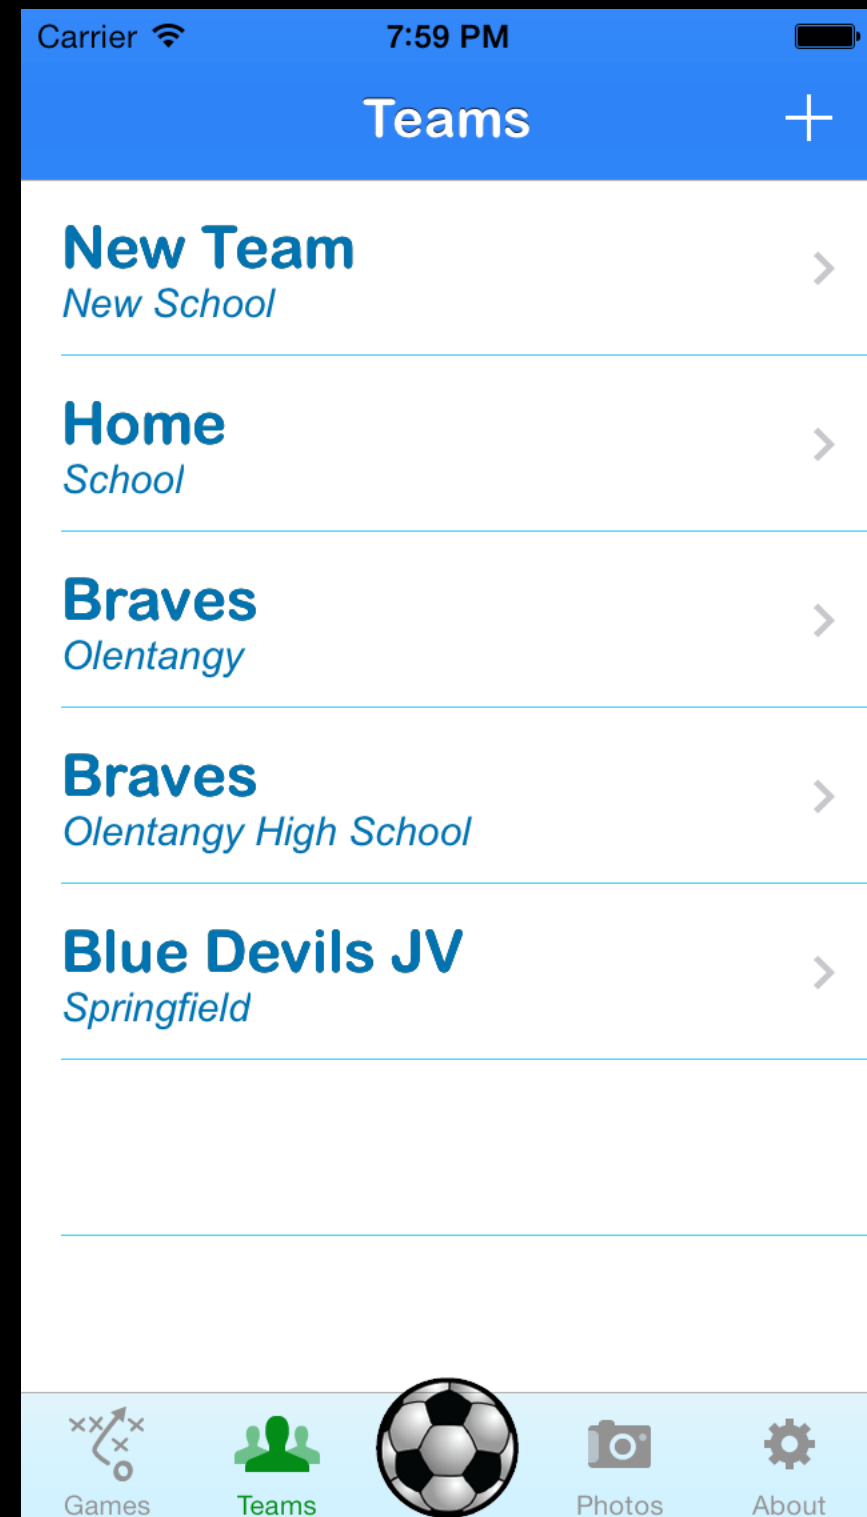 Carrier 7:59 PM
Teams
New Team
New School
Home
School
Braves
Olentangy
Braves
Olentangy High School
Blue Devils JV
Springfield
Games Teams Photos About